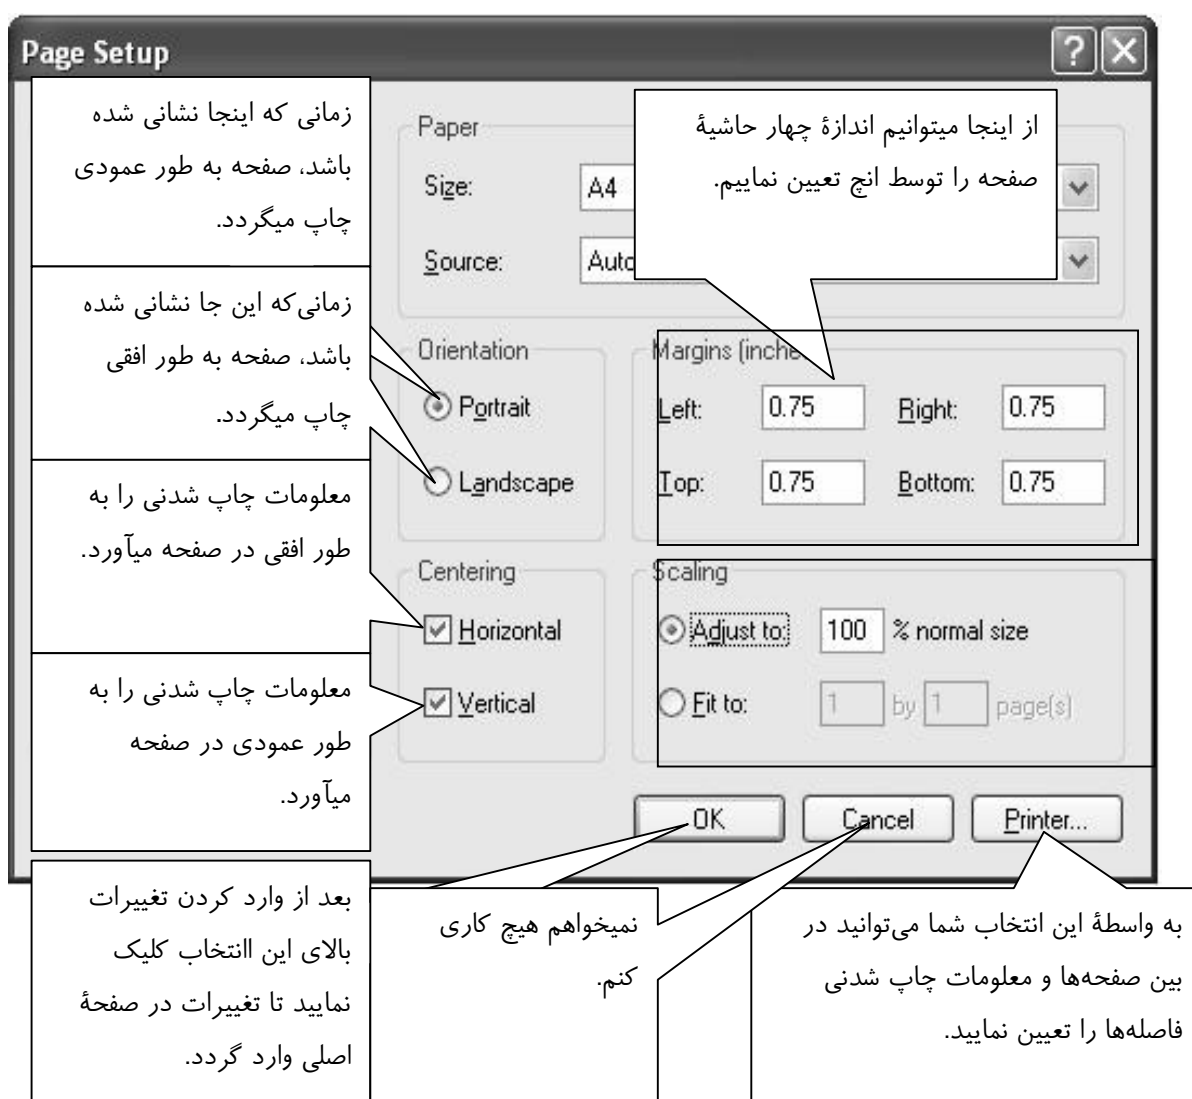 Page Setup
زمانی که اینجا نشانی شده
باشد، صفحه به طور عمودی
چاپ میگردد.
زمانی‌که این جا نشانی شده
باشد، صفحه به طور افقی
چاپ میگردد.
معلومات چاپ شدنی را به
طور افقی در صفحه میآورد.
معلومات چاپ شدنی را به
طور عمودی در صفحه
میآورد.
بعد از وارد کردن تغییرات
بالای این اانتخاب کلیک
نمایید تا تغییرات در صفحۀ
اصلی وارد گردد.
از اینجا میتوانیم اندازۀ چهار حاشیۀ
صفحه را توسط انچ تعیین نماییم.
Paper
Size: A4
Source:
Orientation
Portrait
Landscape
Margins
Left: 0.75 Right: 0.75
Top: 0.75 Bottom: 0.75
Centering
Horizontal
Vertical
Scaling
Adjust to: 100 % normal size
Fit to: 1 by 1 page(s)
OK Cancel Printer...
نمیخواهم هیچ کاری
کنم.
به واسطۀ این انتخاب شما می‌توانید در
بین صفحه‌ها و معلومات چاپ شدنی
فاصله‌ها را تعیین نمایید.